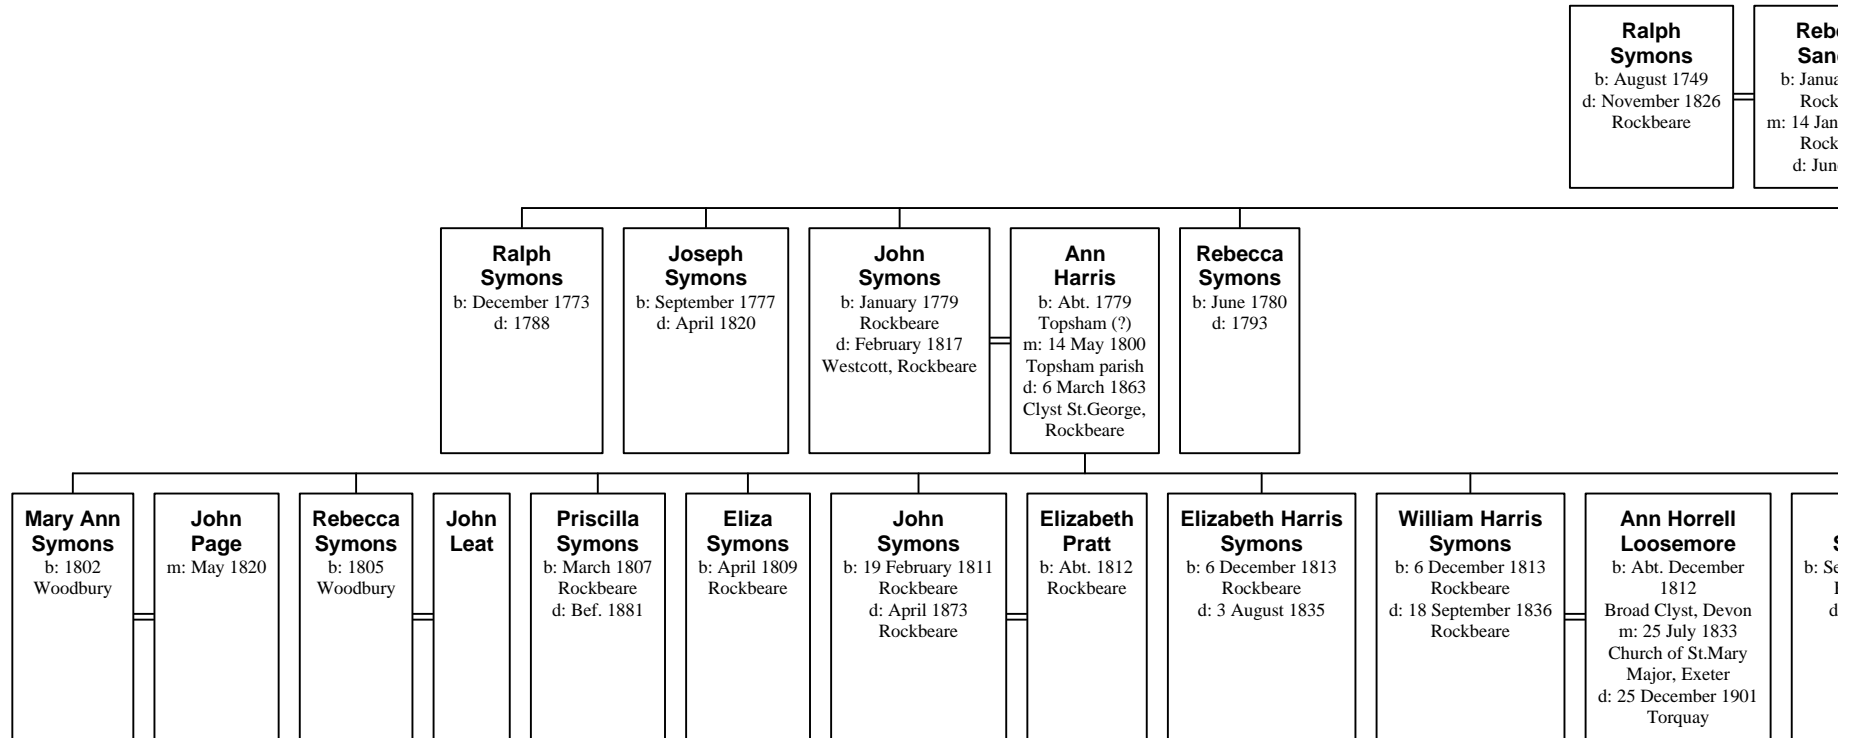 Ralph
Symons
b: August 1749
d: November 1826
Rockbeare
m: 14 Jan
Ralph
Symons
b: December 1773
d: 1788
Joseph
Symons
b: September 1777
d: April 1820
John
Symons
b: January 1779
Rockbeare
d: February 1817
Westcott, Rockbeare
Ann
Harris
b: Abt. 1779
Topsham (?)
m: 14 May 1800
Topsham parish
d: 6 March 1863
Clyst St.George,
Rockbeare
Rebecca
Symons
b: June 1780
d: 1793
Mary Ann
Symons
b: 1802
Woodbury
John
Page
m: May 1820
Rebecca
Symons
b: 1805
Woodbury
John
Leat
Priscilla
Symons
b: March 1807
Rockbeare
d: Bef. 1881
Eliza
Symons
b: April 1809
Rockbeare
John
Symons
b: 19 February 1811
Rockbeare
d: April 1873
Rockbeare
Elizabeth
Pratt
b: Abt. 1812
Rockbeare
Elizabeth Harris
Symons
b: 6 December 1813
Rockbeare
d: 3 August 1835
William Harris
Symons
b: 6 December 1813
Rockbeare
d: 18 September 1836
Rockbeare
Ann Horrell
Loosemore
b: Abt. December
1812
Broad Clyst, Devon
m: 25 July 1833
Church of St.Mary
Major, Exeter
d: 25 December 1901
Torquay